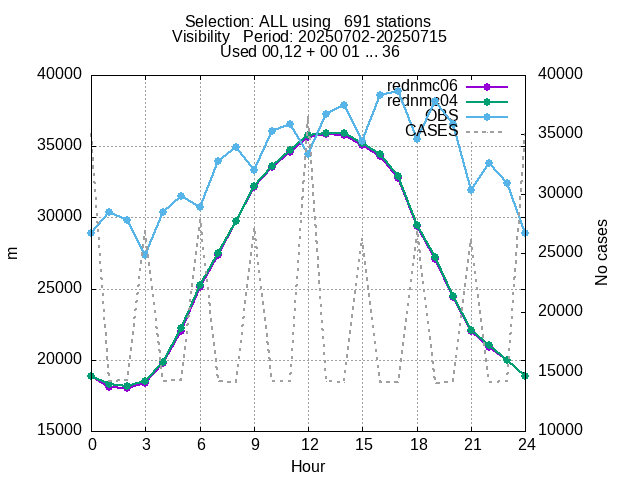 Selection: ALL using   691 stations
Visibility   Period: 20250702-20250715
Used 00,12 + 00 01 ... 36
40000
35000
30000
25000
20000
15000
m
40000
35000
30000
25000
20000
15000
10000
No cases
rednmc06
rednmc04
OBS
CASES
0 3 6 9 12 15 18 21 24
Hour